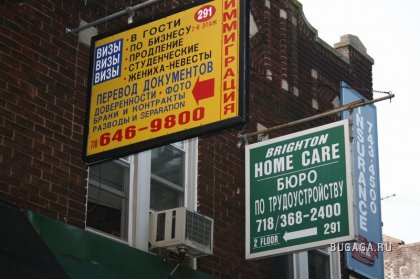 В ГОСТИ
ПО БИЗНЕСУ
291
2 й ЭТАЖ
ВИЗЫ
ВИЗЫ
ВИЗЫ
· ПРОДЛЕНИЕ
· СТУДЕНЧЕСКИЕ
· ЖЕНИХА-НЕВЕСТЫ
ПЕРЕВОД ДОКУМЕНТОВ
ДОВЕРЕННОСТИ · ФОТО
БРАКИ И КОНТРАКТЫ
РАЗВОДЫ И SEPARATION
718 646-9800
ИММИГРАЦИЯ
BRIGHTON
HOME CARE
БЮРО
ПО ТРУДОУСТРОЙСТВУ
718/368-2400
2 FLOOR
291
INSURANCE
743-4500
BUGAGA.RU